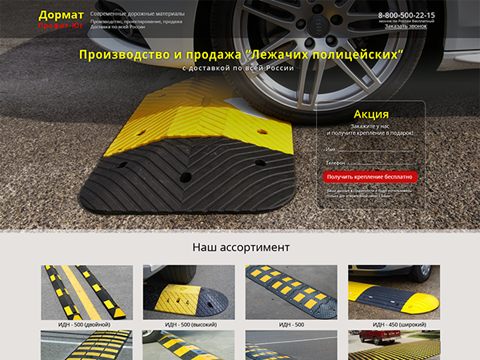 Дормат
Современные дорожные материалы
Производство, проектирование, продажа
Доставка по всей России
8-800-500-22-15
звонок по России бесплатный
Заказать звонок
Производство и продажа “Лежачих полицейских”
с доставкой по всей России
Акция
Закажите у нас
и получите крепление в подарок!
Имя
Телефон
Получить крепление бесплатно
Наш ассортимент
ИДН - 500 (двойной)
ИДН - 500 (высокий)
ИДН - 500
ИДН - 450 (широкий)